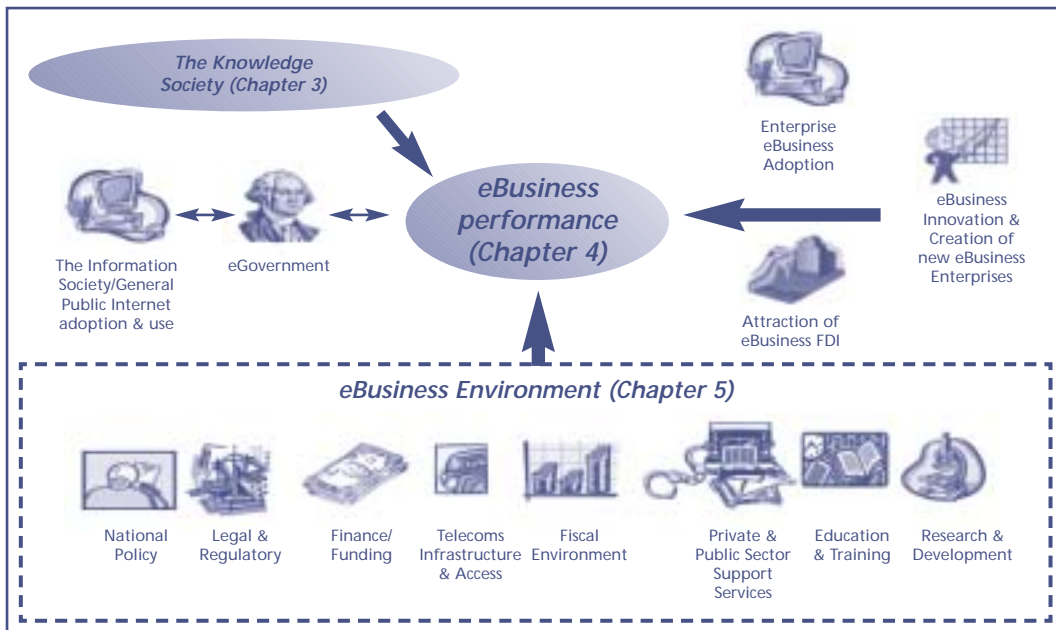 The Knowledge
Society (Chapter 3)
Enterprise
eBusiness
Adoption
eBusiness
performance
(Chapter 4)
eBusiness
Innovation &
Creation of
new eBusiness
Enterprises
The Information
Society/General
Public Internet
adoption & use
eGovernment
Attraction of
eBusiness FDI
eBusiness Environment (Chapter 5)
National
Policy
Legal &
Regulatory
Finance/
Funding
Telecoms
Infrastructure
& Access
Fiscal
Environment
Private &
Public Sector
Support
Services
Education
& Training
Research &
Development